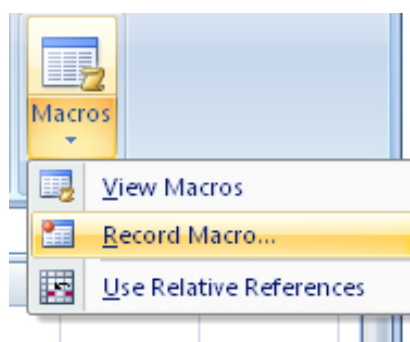 Macros
View Macros
Record Macro...
Use Relative References